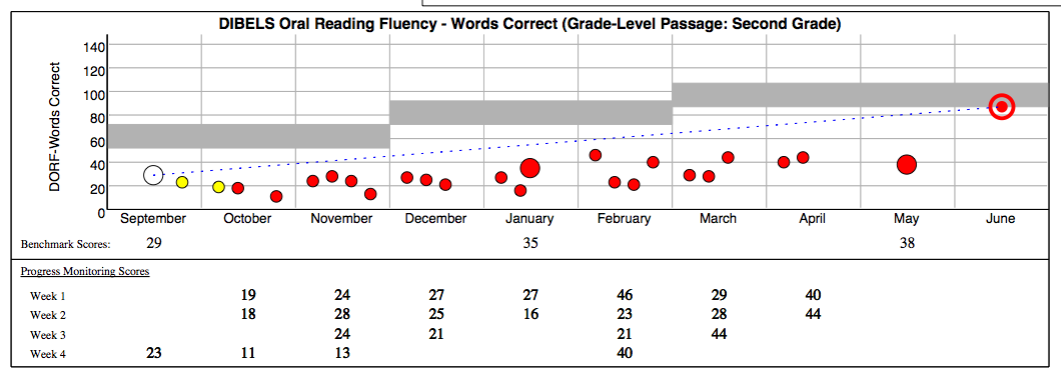 DIBELS Oral Reading Fluency - Words Correct (Grade-Level Passage: Second Grade)
DORF-Words Correct
140
120
100
80
60
40
20
0
September October November December January February March April May June
Benchmark Scores: 29 35 38
Progress Monitoring Scores
Week 1 19 24 27 27 46 29 40
Week 2 18 28 25 16 23 28 44
Week 3 24 21 21 44
Week 4 23 11 13 40